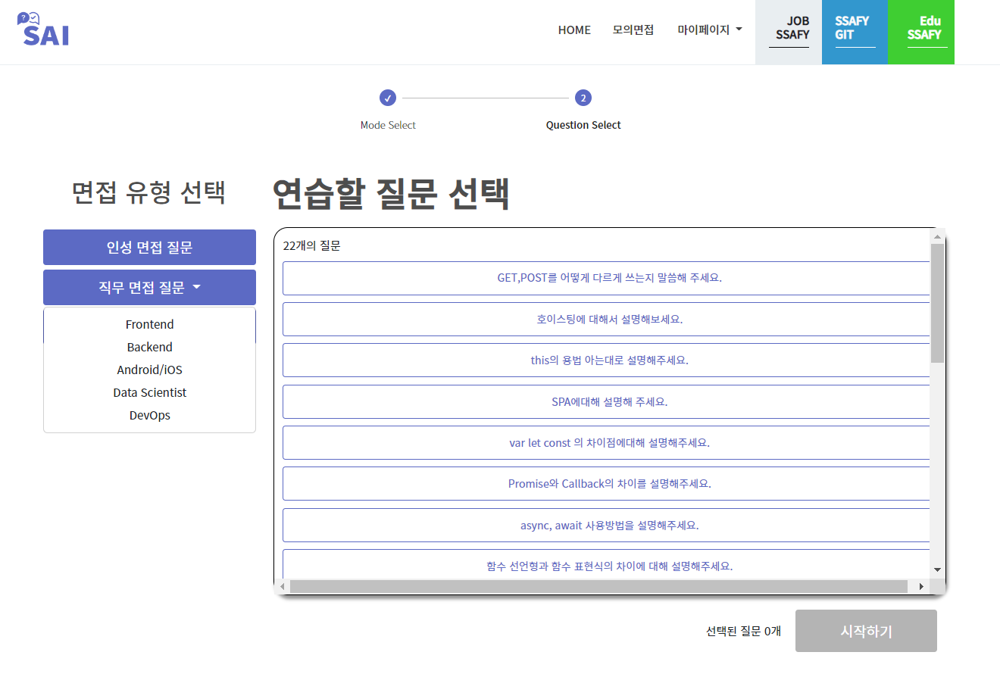 ?
SAI
HOME
모의면접
마이페이지
JOB
SSAFY
SSAFY
GIT
Edu
SSAFY
2
Mode Select
Question Select
면접 유형 선택
인성 면접 질문
직무 면접 질문
Frontend
Backend
Android/iOS
Data Scientist
DevOps
연습할 질문 선택
22개의 질문
GET,POST를 어떻게 다르게 쓰는지 말씀해 주세요.
호이스팅에 대해서 설명해보세요.
this의 용법 아는대로 설명해주세요.
SPA에대해 설명해 주세요.
var let const 의 차이점에대해 설명해주세요.
Promise와 Callback의 차이를 설명해주세요.
async, await 사용방법을 설명해주세요.
함수 선언형과 함수 표현식의 차이에 대해 설명해주세요.
선택된 질문 0개
시작하기